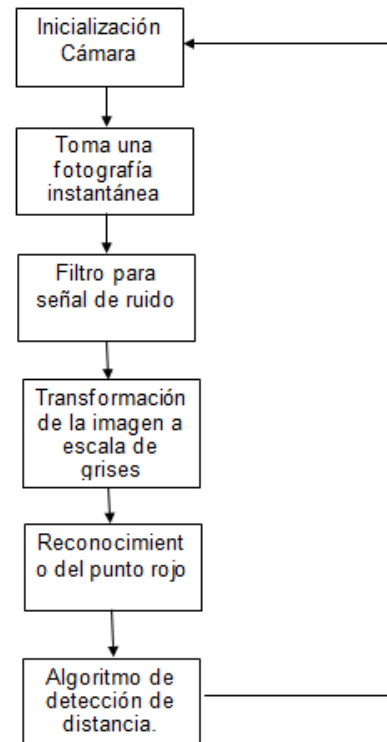 Inicialización
Cámara
Toma una
fotografía
instantánea
Filtro para
señal de ruido
Transformación
de la imagen a
escala de
grises
Reconocimient
o del punto rojo
Algoritmo de
detección de
distancia.